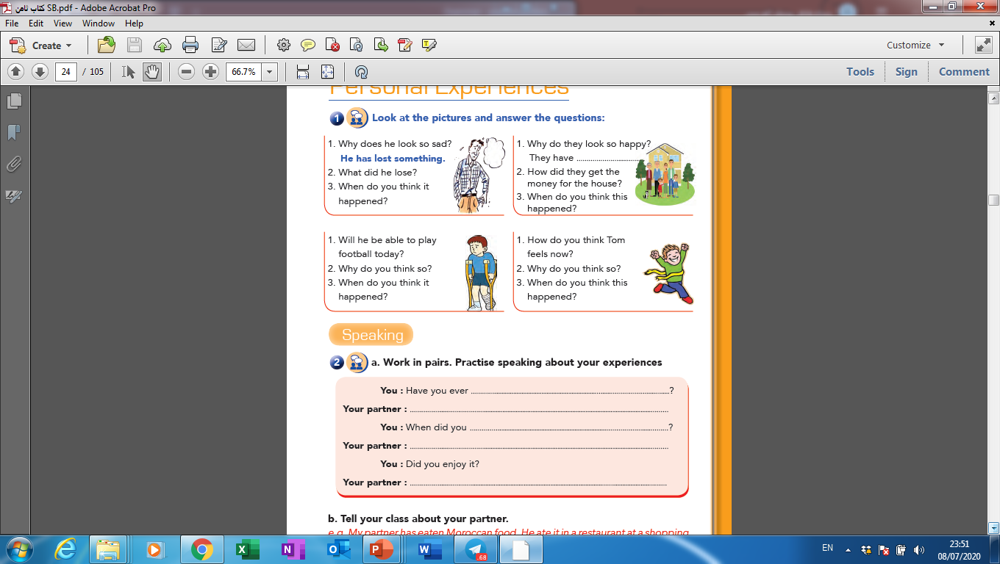 كتاب ثامن SB.pdf - Adobe Acrobat Pro
File Edit View Window Help
Create Customize
24 / 105 66.7% Tools Sign Comment
Personal Experiences
1 Look at the pictures and answer the questions:
1. Why does he look so sad?
He has lost something.
2. What did he lose?
3. When do you think it
happened?
1. Why do they look so happy?
They have ................................
2. How did they get the
money for the house?
3. When do you think this
happened?
1. Will he be able to play
football today?
2. Why do you think so?
3. When do you think it
happened?
1. How do you think Tom
feels now?
2. Why do you think so?
3. When do you think this
happened?
Speaking
2 a. Work in pairs. Practise speaking about your experiences
You : Have you ever ................................................................................................?
Your partner : ................................................................................................
You : When did you ................................................................................................?
Your partner : ................................................................................................
You : Did you enjoy it?
Your partner : ................................................................................................
b. Tell your class about your partner.
e.g. My partner has eaten Moroccan food. He ate it in a restaurant at a shopping
EN 23:51
08/07/2020
.68